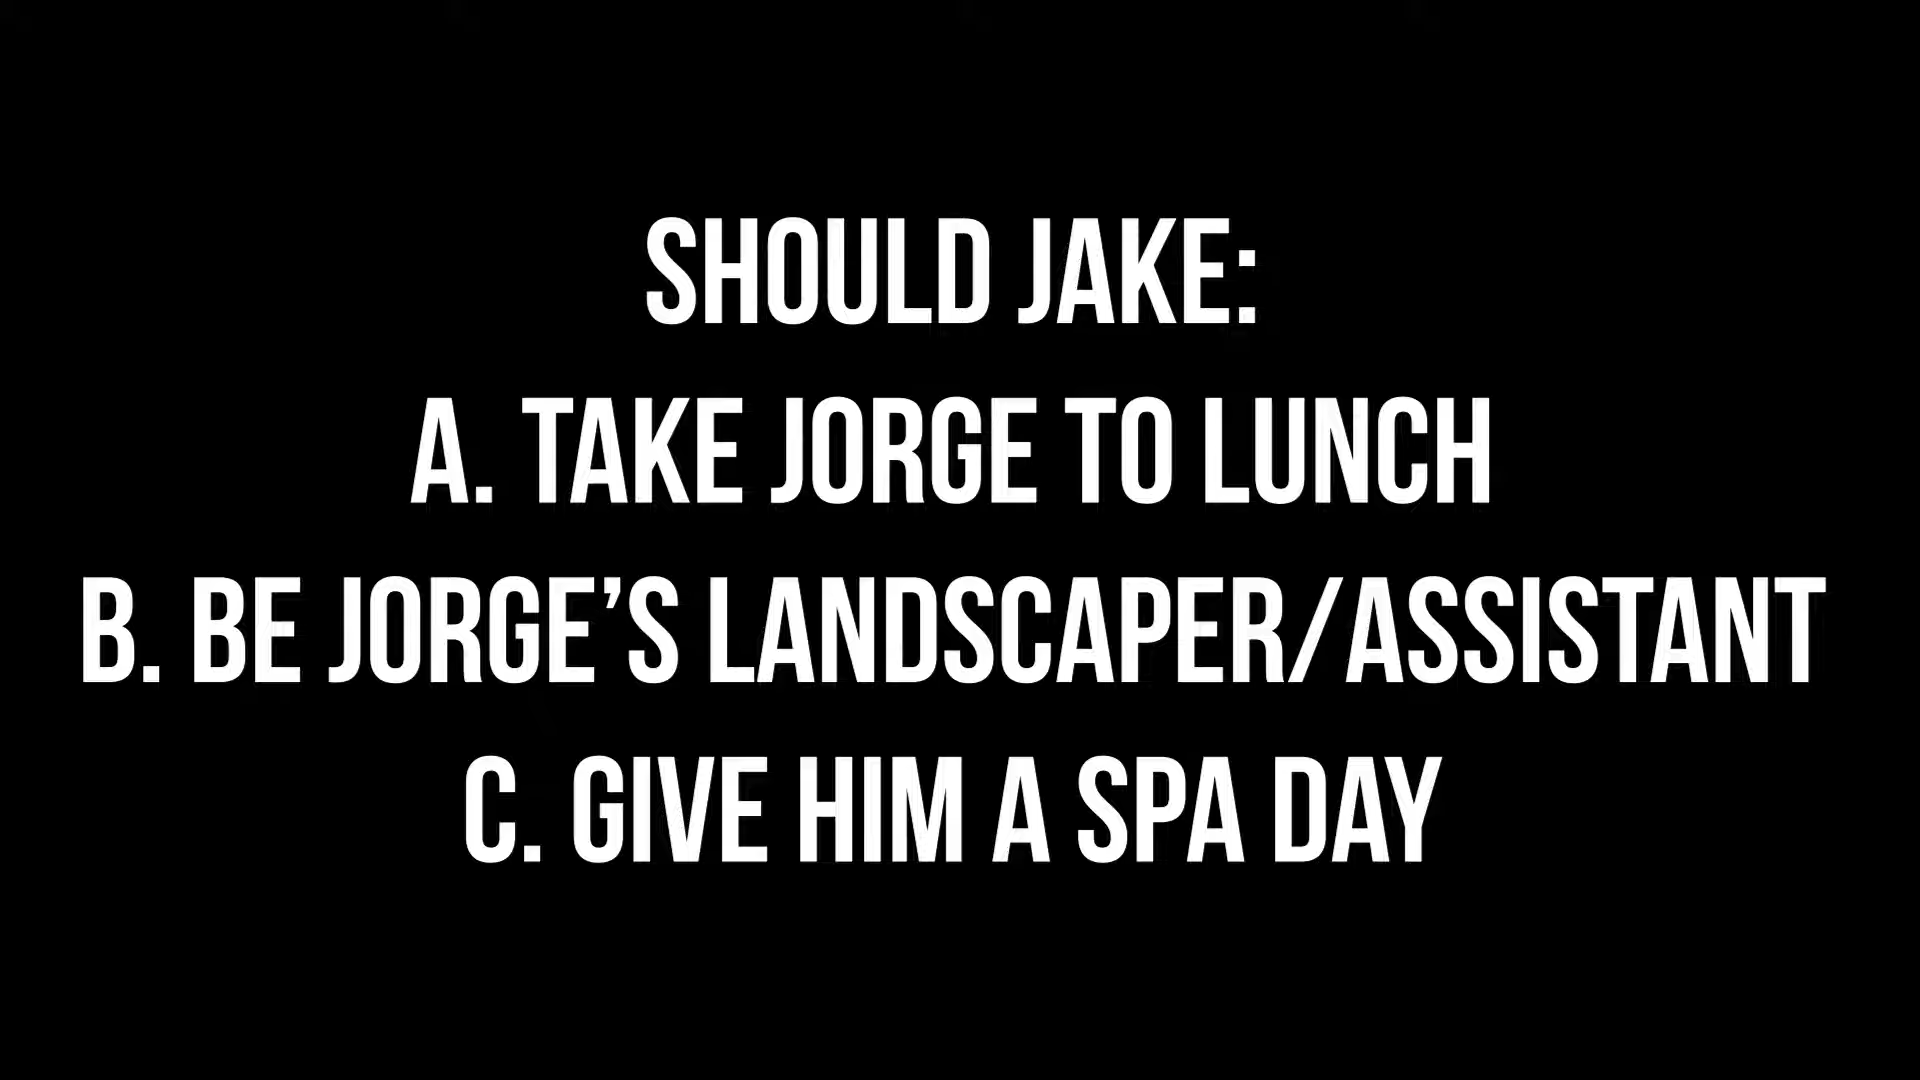 SHOULD JAKE:
A. TAKE JORGE TO LUNCH
B. BE JORGE’S LANDSCAPER/ASSISTANT
C. GIVE HIM A SPA DAY